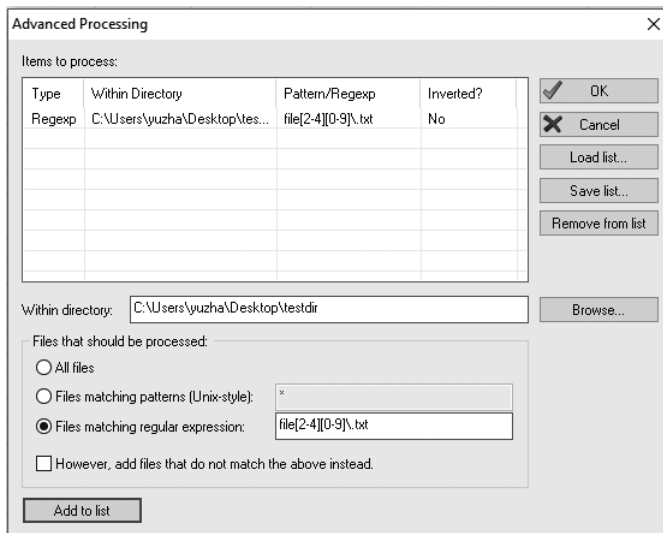 Advanced Processing
Items to process:
Type Within Directory Pattern/Regexp Inverted?
Regexp C:\Users\yuzha\Desktop\tes... file[2-4][0-9]\.txt No
OK
Cancel
Load list...
Save list...
Remove from list
Within directory: C:\Users\yuzha\Desktop\testdir Browse...
Files that should be processed:
All files
Files matching patterns (Unix-style): *
Files matching regular expression: file[2-4][0-9]\.txt
However, add files that do not match the above instead.
Add to list